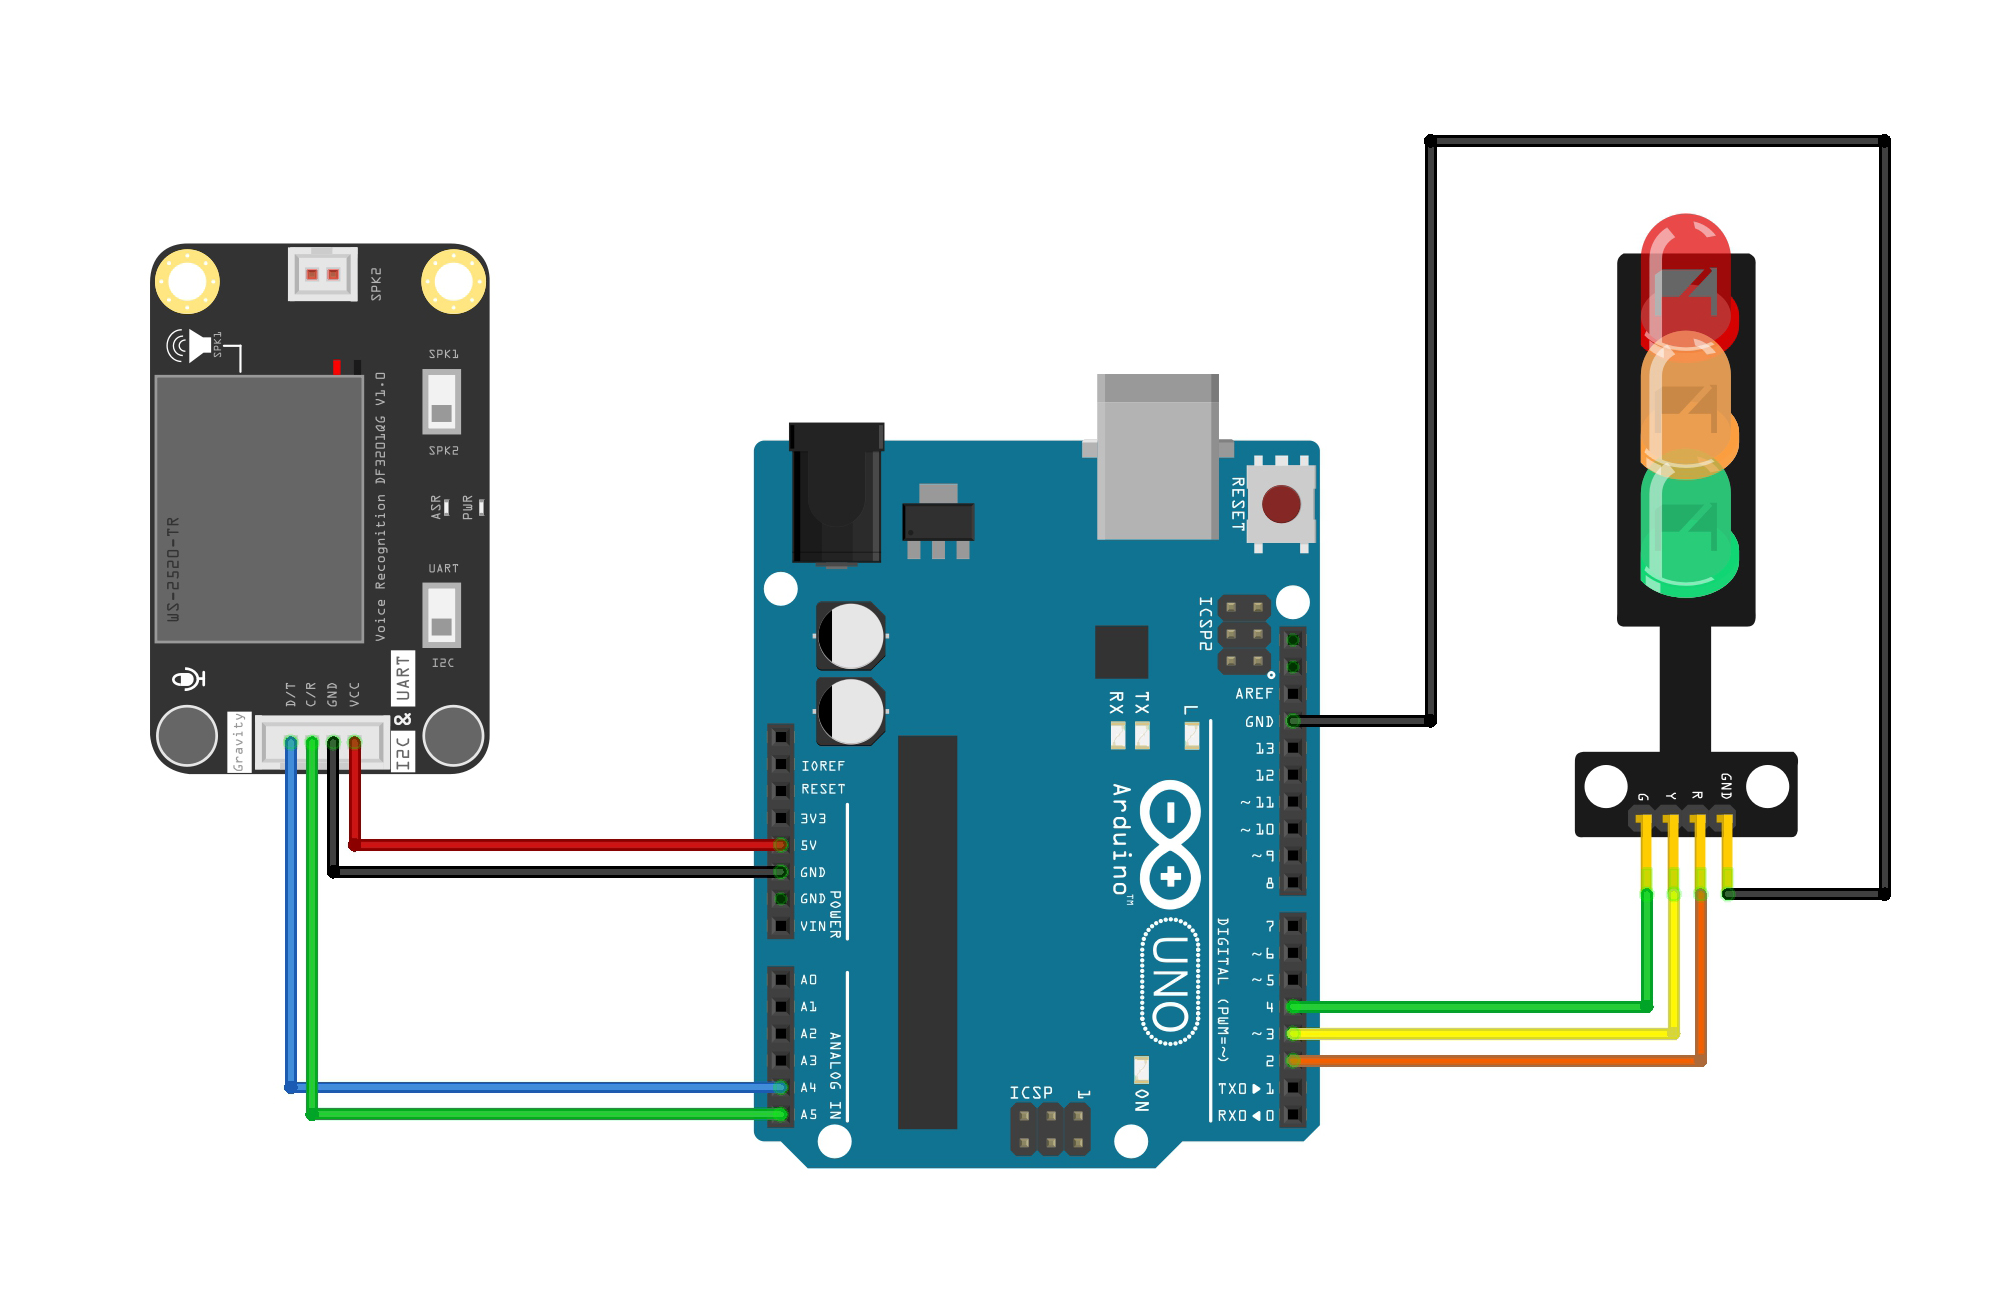 SPK2
SPK1
SPK1
SPK2
ASR
PWR
UART
I2C
WS-2520-TR
Voice Recognition DF3201QG V1.0
I2C & UART
Gravity
D/T
C/R
GND
VCC
RESET
ICSP2
RX
TX
L
IOREF
RESET
3V3
5V
GND
GND
VIN
POWER
A0
A1
A2
A3
A4
A5
ANALOG IN
AREF
GND
13
12
~11
~10
~9
8
7
~6
~5
4
~3
2
TX0▶1
RX0◀0
DIGITAL (PWM=~)
Arduino™
UNO
ICSP
1
ON
G
Y
R
GND